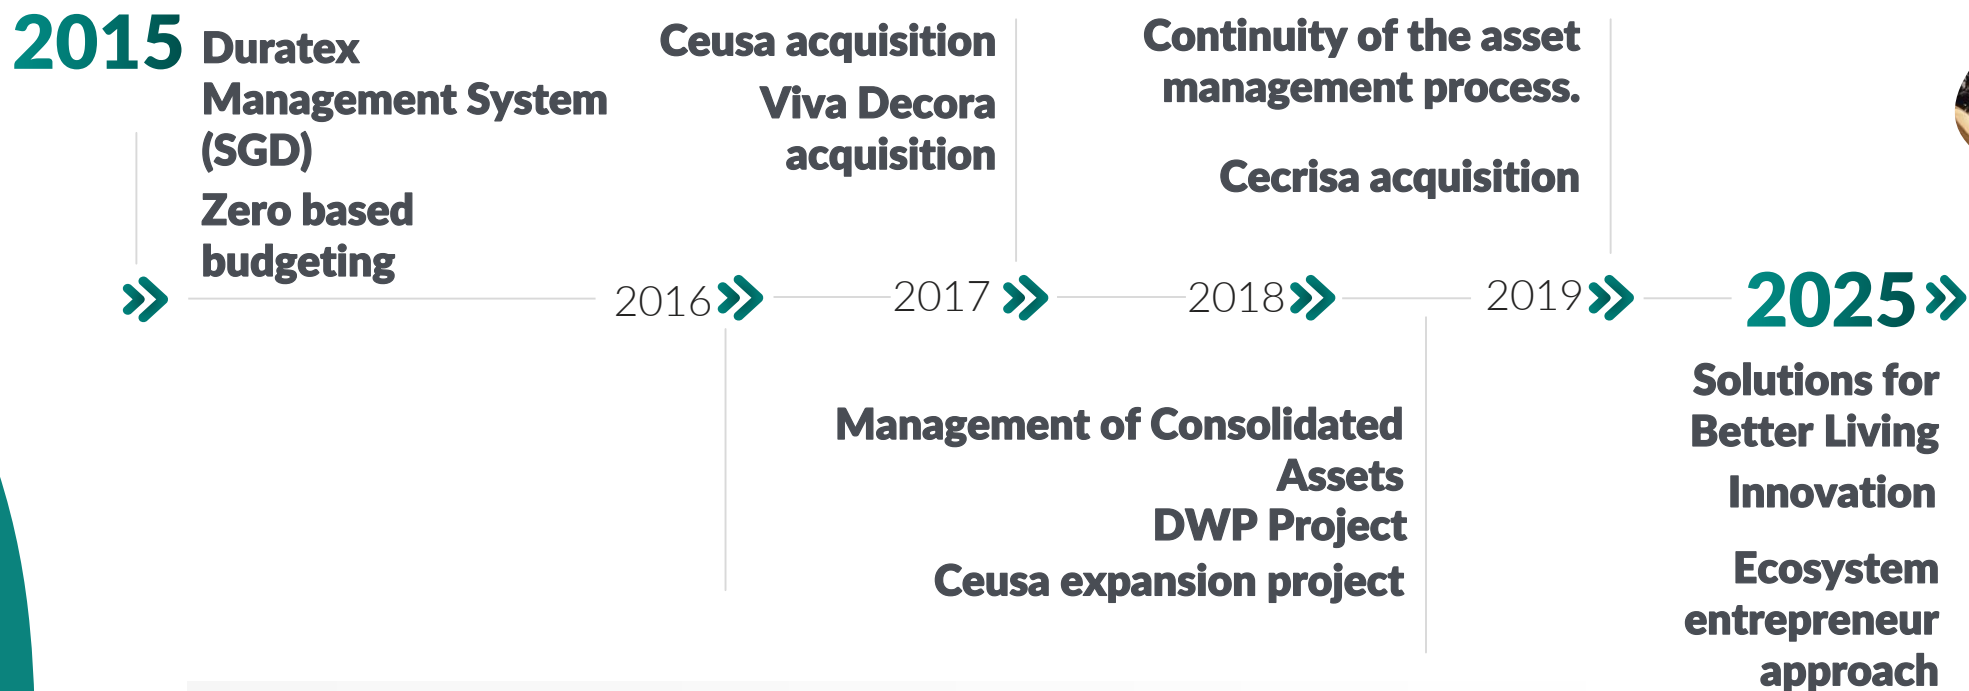 2015
Duratex
Management System
(SGD)
Zero based
budgeting
Ceusa acquisition
Viva Decora
acquisition
Continuity of the asset
management process.
Cecrisa acquisition
2016
2017
2018
2019
2025
Management of Consolidated
Assets
DWP Project
Ceusa expansion project
Solutions for
Better Living
Innovation
Ecosystem
entrepreneur
approach